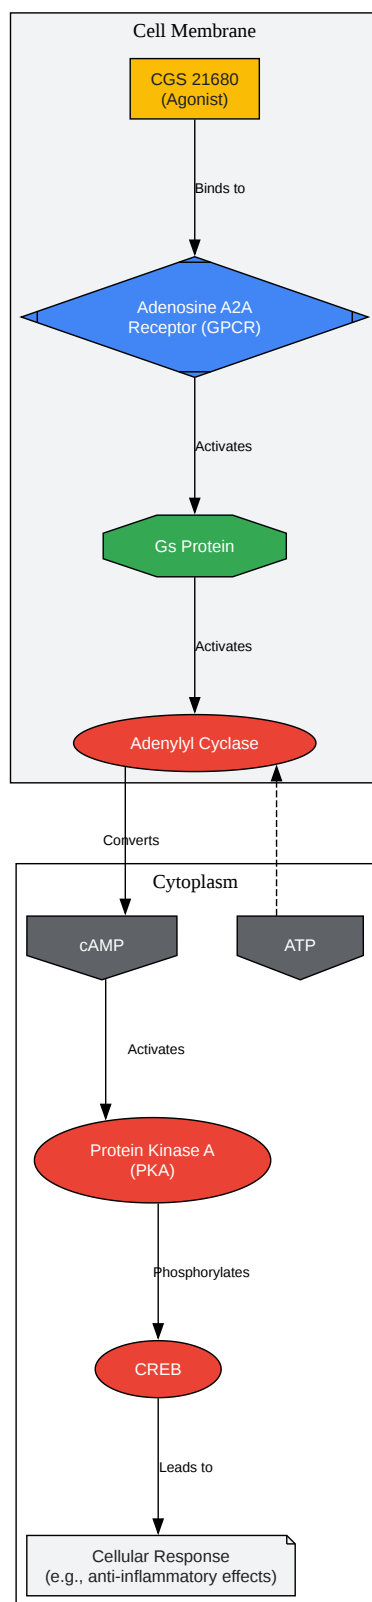 Cell Membrane
CGS 21680
(Agonist)
Binds to
Adenosine A2A
Receptor (GPCR)
Activates
Gs Protein
Activates
Adenylyl Cyclase
Converts
Cytoplasm
cAMP
ATP
Activates
Protein Kinase A
(PKA)
Phosphorylates
CREB
Leads to
Cellular Response
(e.g., anti-inflammatory effects)